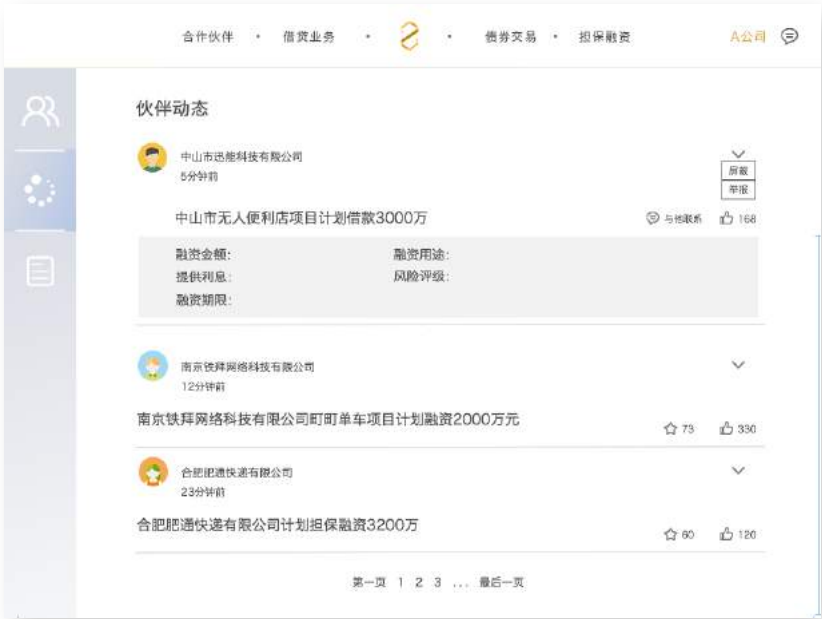 合作伙伴 · 借贷业务 · · 债券交易 · 担保融资 A公司
伙伴动态
中山市迅能科技有限公司
5分钟前
屏蔽
举报
中山市无人便利店项目计划借款3000万 与他联系 168
融资金额: 融资用途:
提供利息: 风险评级:
融资期限:
南京铁拜网络科技有限公司
12分钟前
南京铁拜网络科技有限公司町町单车项目计划融资2000万元 73 330
合肥肥通快递有限公司
23分钟前
合肥肥通快递有限公司计划担保融资3200万 60 120
第一页 1 2 3 ... 最后一页